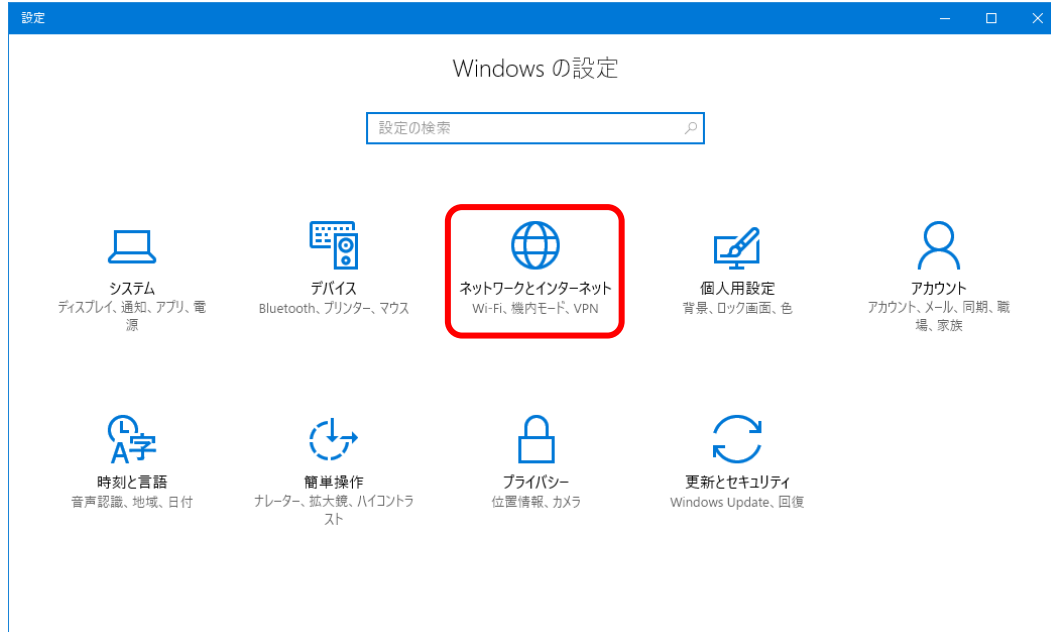 設定
Windows の設定
設定の検索
システム
ディスプレイ、通知、アプリ、電
源
デバイス
Bluetooth、プリンター、マウス
ネットワークとインターネット
Wi-Fi、機内モード、VPN
個人用設定
背景、ロック画面、色
アカウント
アカウント、メール、同期、職
場、家族
時刻と言語
音声認識、地域、日付
簡単操作
ナレーター、拡大鏡、ハイコントラ
スト
プライバシー
位置情報、カメラ
更新とセキュリティ
Windows Update、回復